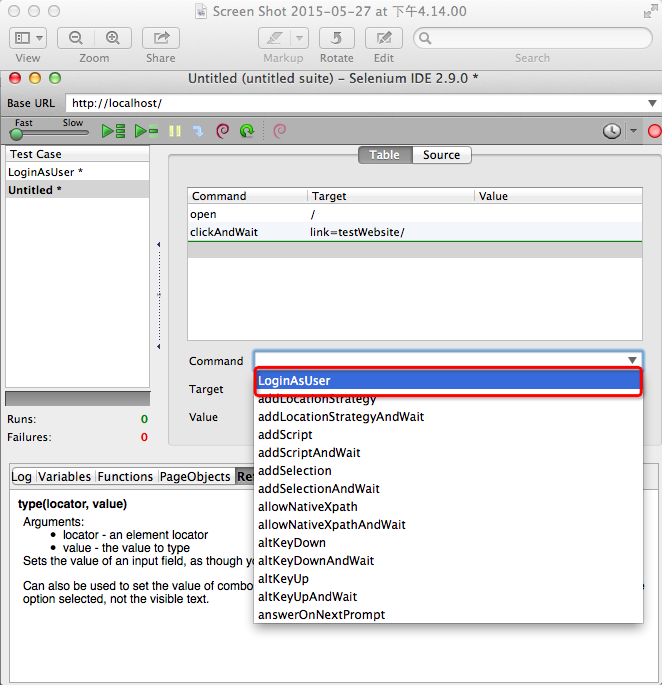 Screen Shot 2015-05-27 at 下午4.14.00
View Zoom Share Markup Rotate Edit Search
Untitled (untitled suite) – Selenium IDE 2.9.0 *
Base URL http://localhost/
Fast Slow
Test Case
LoginAsUser *
Untitled *
Runs: 0
Failures: 0
Table Source
Command Target Value
open /
clickAndWait link=testWebsite/
Command
Target
Value
LoginAsUser
addLocationStrategy
addLocationStrategyAndWait
addScript
addScriptAndWait
addSelection
addSelectionAndWait
allowNativeXpath
allowNativeXpathAndWait
altKeyDown
altKeyDownAndWait
altKeyUp
altKeyUpAndWait
answerOnNextPrompt
Log Variables Functions PageObjects
type(locator, value)
Arguments:
• locator - an element locator
• value - the value to type
Sets the value of an input field, as though
Can also be used to set the value of combo
option selected, not the visible text.